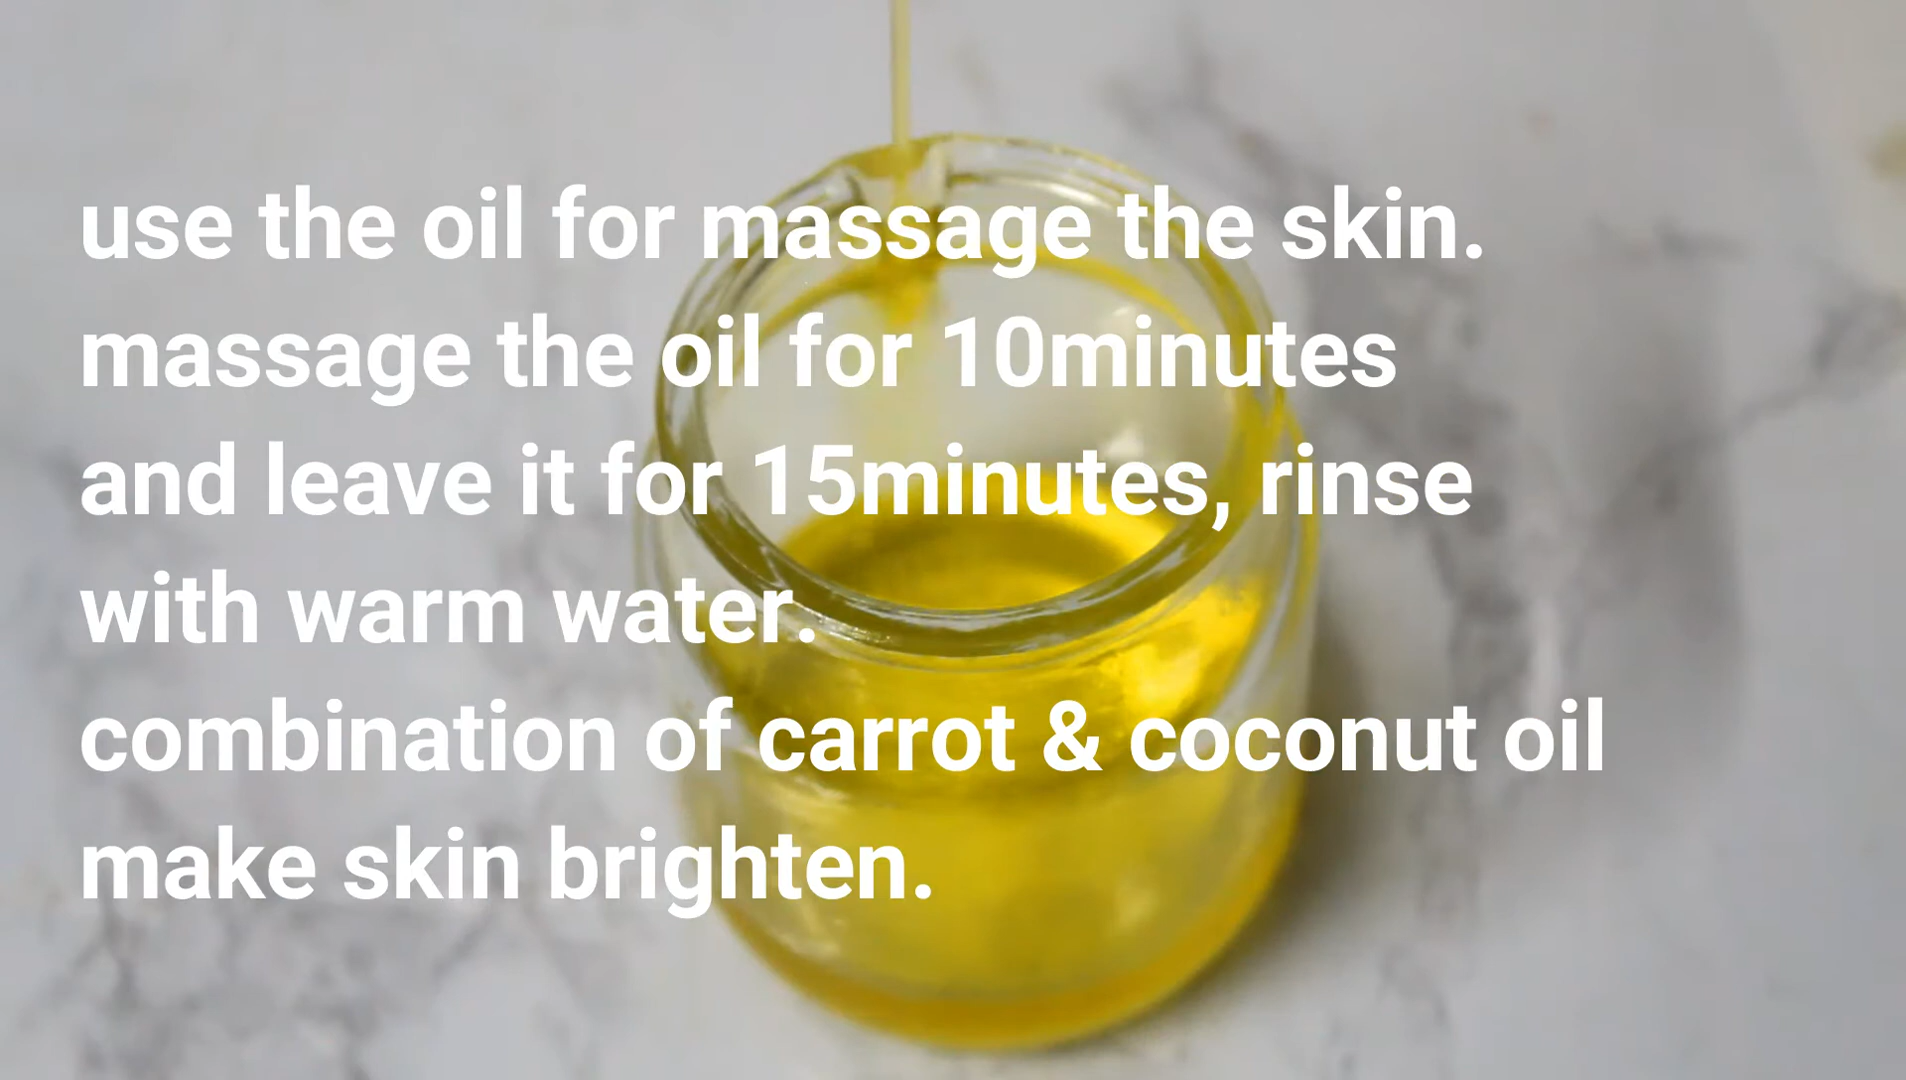 use the oil for massage the skin.
massage the oil for 10minutes
and leave it for 15minutes, rinse
with warm water.
combination of carrot & coconut oil
make skin brighten.